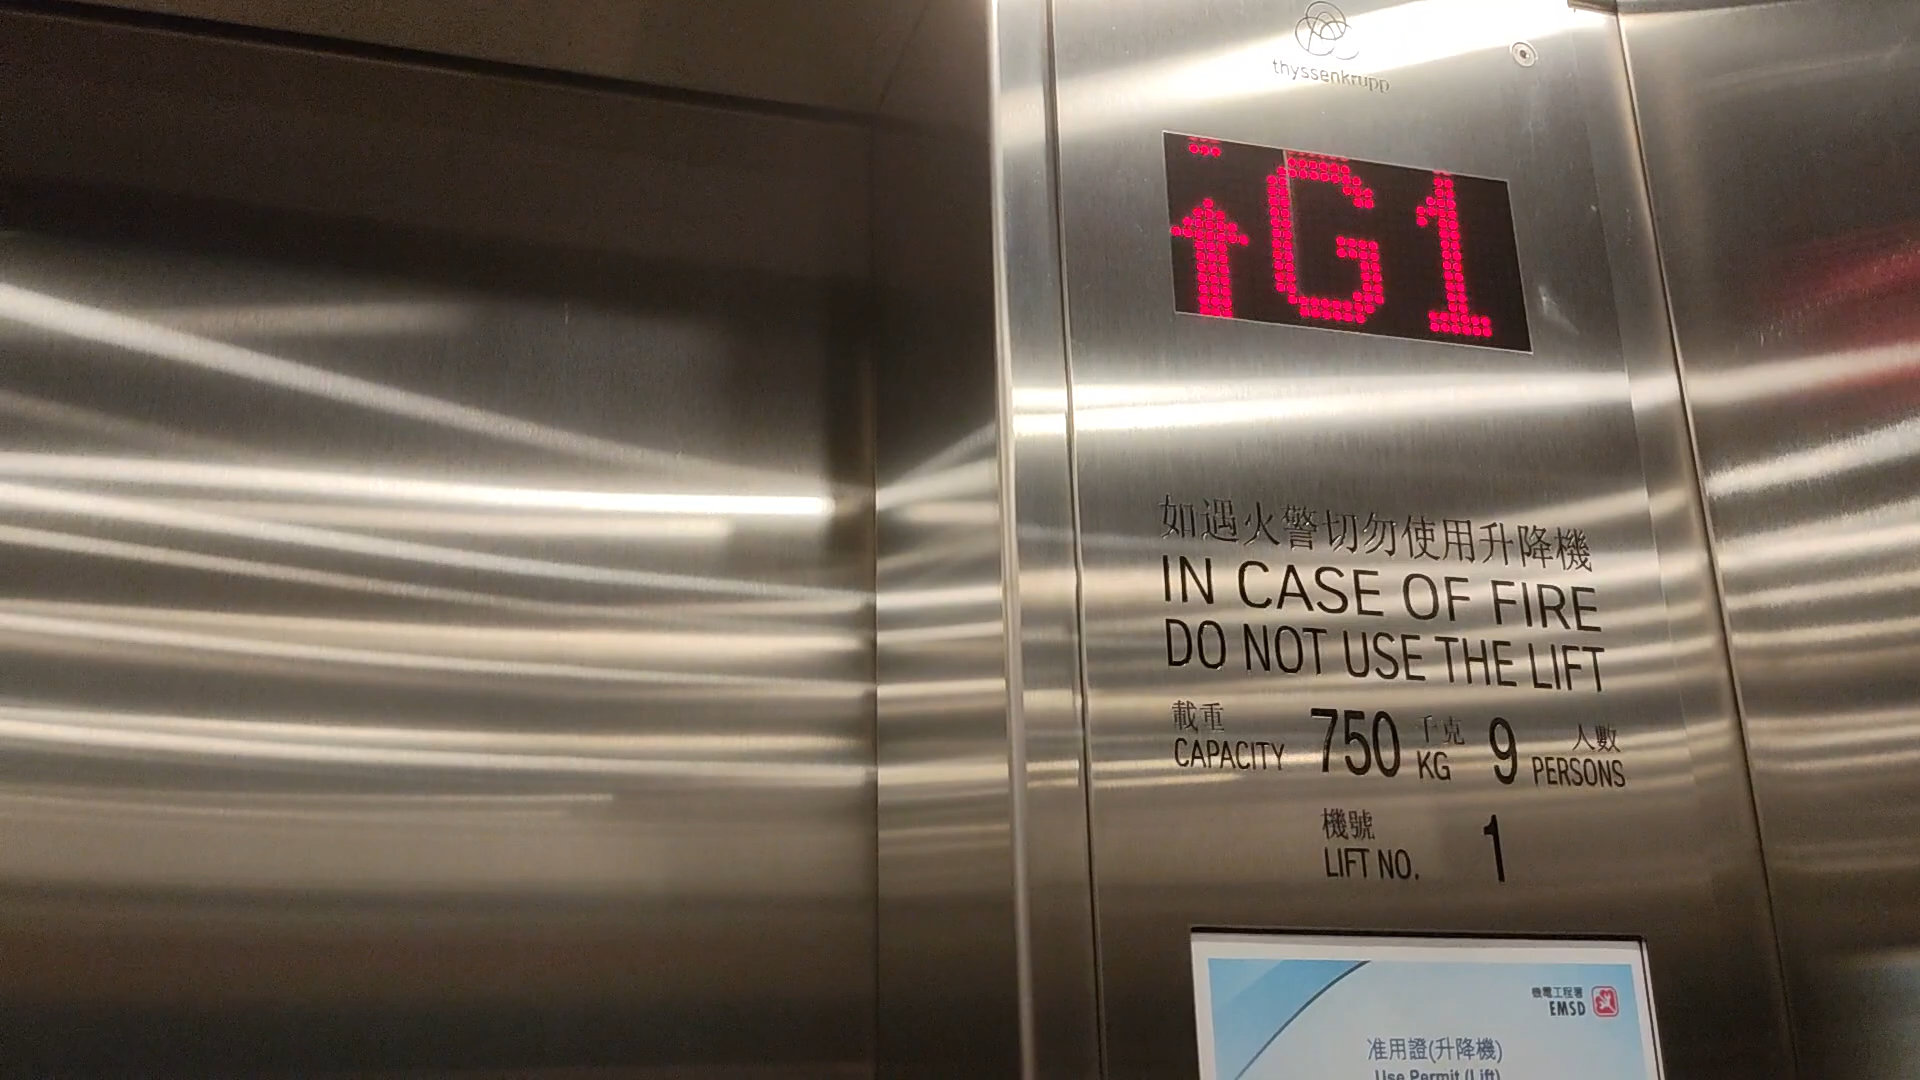 thyssenkrupp
↑G1
如遇火警切勿使用升降機
IN CASE OF FIRE
DO NOT USE THE LIFT
載重 千克 人數
CAPACITY 750 KG 9 PERSONS
機號
LIFT NO. 1
機電工程署
EMSD
准用證(升降機)
Use Permit (Lift)